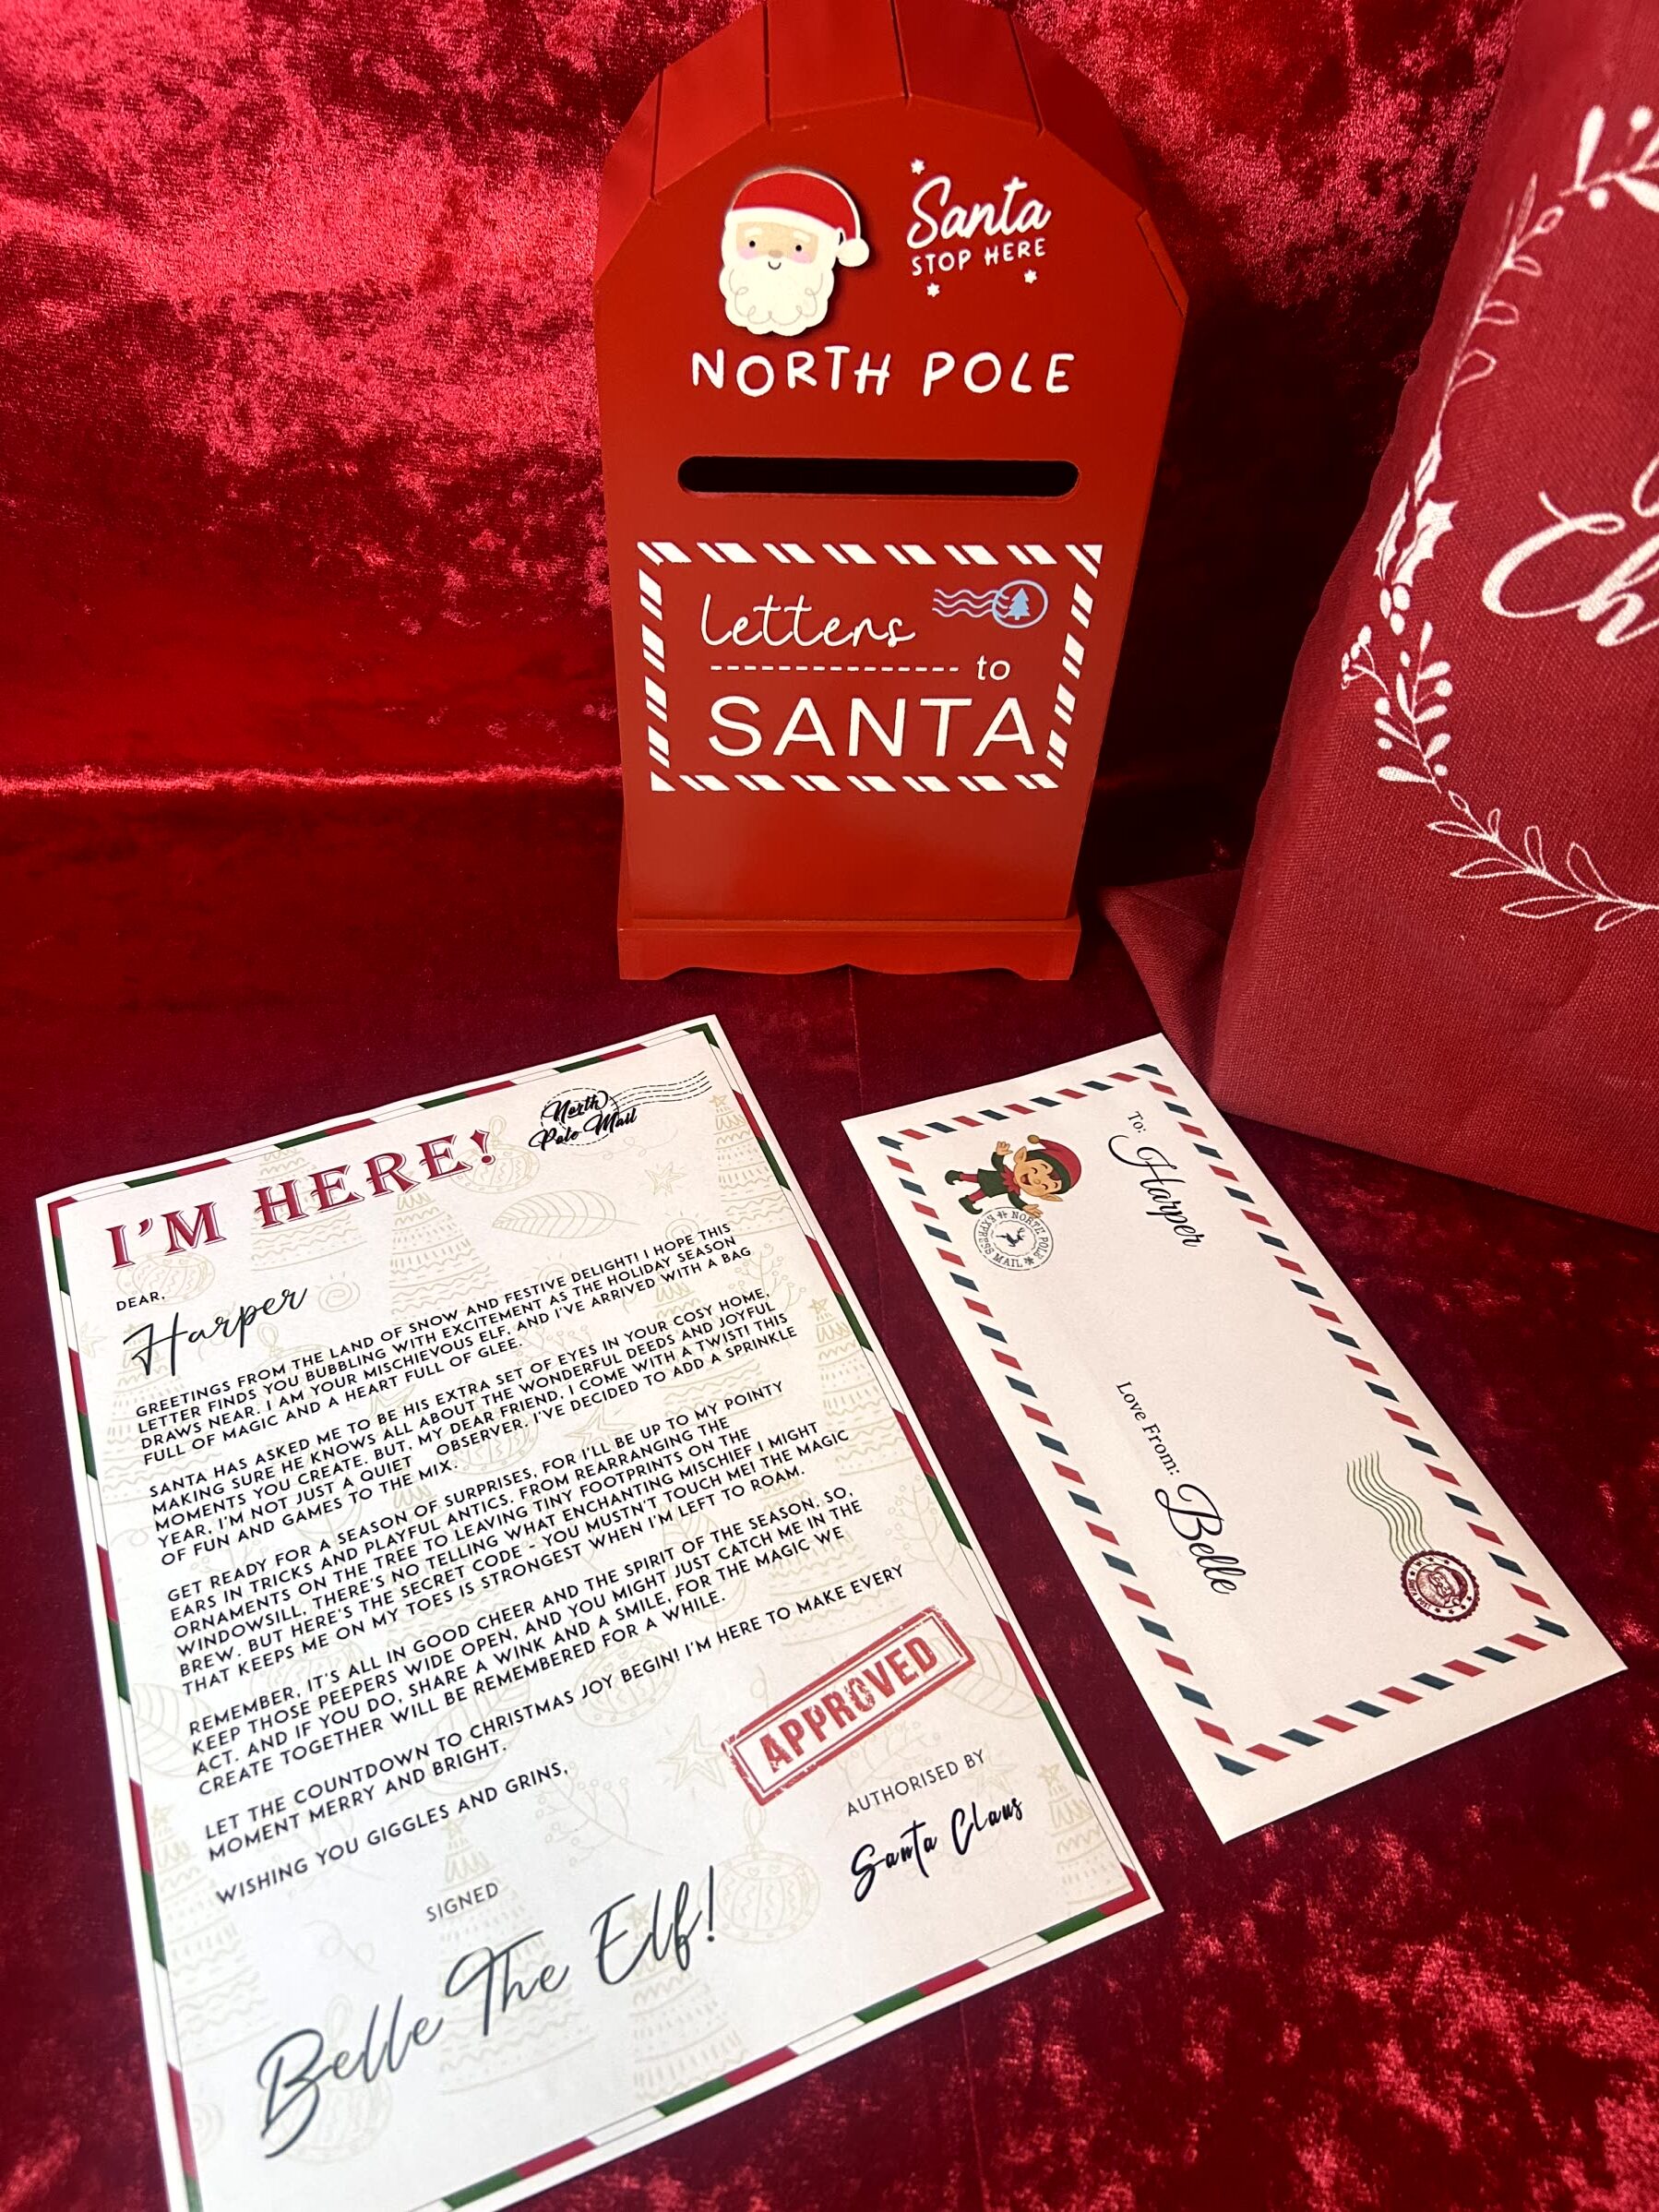 Santa
STOP HERE
NORTH POLE
letters
to
SANTA
Ch
North
Pole Mail
I'M HERE!
DEAR,
Harper
GREETINGS FROM THE LAND OF SNOW AND FESTIVE DELIGHT! I HOPE THIS
LETTER FINDS YOU BUBBLING WITH EXCITEMENT AS THE HOLIDAY SEASON
DRAWS NEAR. I AM YOUR MISCHIEVOUS ELF, AND I'VE ARRIVED WITH A BAG
FULL OF MAGIC AND A HEART FULL OF GLEE.
SANTA HAS ASKED ME TO BE HIS EXTRA SET OF EYES IN YOUR COSY HOME,
MAKING SURE HE KNOWS ALL ABOUT THE WONDERFUL DEEDS AND JOYFUL
MOMENTS YOU CREATE. BUT, MY DEAR FRIEND, I COME WITH A TWIST! THIS
YEAR, I'M NOT JUST A QUIET OBSERVER. I'VE DECIDED TO ADD A SPRINKLE
OF FUN AND GAMES TO THE MIX.
GET READY FOR A SEASON OF SURPRISES, FOR I'LL BE UP TO MY POINTY
EARS IN TRICKS AND PLAYFUL ANTICS. FROM REARRANGING THE
ORNAMENTS ON THE TREE TO LEAVING TINY FOOTPRINTS ON THE
WINDOWSILL, THERE'S NO TELLING WHAT ENCHANTING MISCHIEF I MIGHT
BREW. BUT HERE'S THE SECRET CODE - YOU MUSTN'T TOUCH ME! THE MAGIC
THAT KEEPS ME ON MY TOES IS STRONGEST WHEN I'M LEFT TO ROAM.
REMEMBER, IT'S ALL IN GOOD CHEER AND THE SPIRIT OF THE SEASON. SO,
KEEP THOSE PEEPERS WIDE OPEN, AND YOU MIGHT JUST CATCH ME IN THE
ACT. AND IF YOU DO, SHARE A WINK AND A SMILE, FOR THE MAGIC WE
CREATE TOGETHER WILL BE REMEMBERED FOR A WHILE.
LET THE COUNTDOWN TO CHRISTMAS JOY BEGIN! I'M HERE TO MAKE EVERY
MOMENT MERRY AND BRIGHT.
WISHING YOU GIGGLES AND GRINS,
SIGNED
Belle The Elf!
APPROVED
AUTHORISED BY
Santa Claus
To: Harper
NORTH POLE
EXPRESS MAIL
Love From: Belle